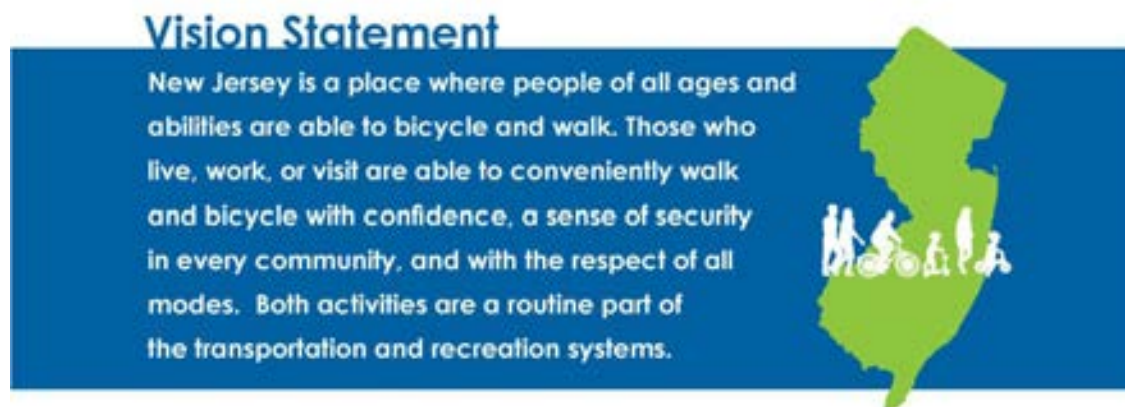 Vision Statement
New Jersey is a place where people of all ages and
abilities are able to bicycle and walk. Those who
live, work, or visit are able to conveniently walk
and bicycle with confidence, a sense of security
in every community, and with the respect of all
modes.  Both activities are a routine part of
the transportation and recreation systems.